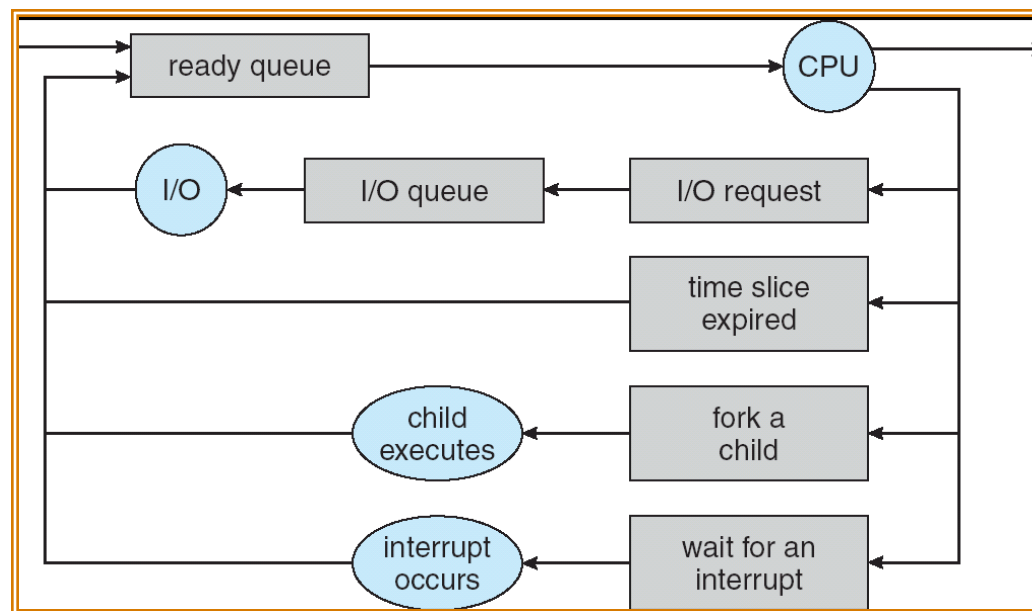 ready queue
CPU
I/O
I/O queue
I/O request
time slice
expired
child
executes
fork a
child
interrupt
occurs
wait for an
interrupt